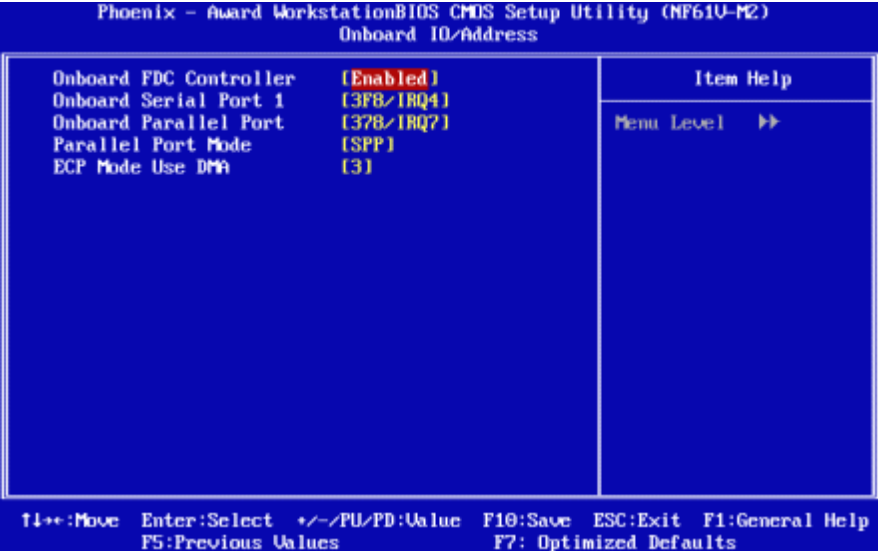 Phoenix - Award WorkstationBIOS CMOS Setup Utility (NF61V-M2)
Onboard IO/Address
Onboard FDC Controller [Enabled]
Onboard Serial Port 1 [3F8/IRQ4]
Onboard Parallel Port [378/IRQ7]
Parallel Port Mode [SPP]
ECP Mode Use DMA [3]
Item Help
Menu Level ▶▶
↑↓→←:Move Enter:Select +/-/PU/PD:Value F10:Save ESC:Exit F1:General Help
F5:Previous Values F7: Optimized Defaults